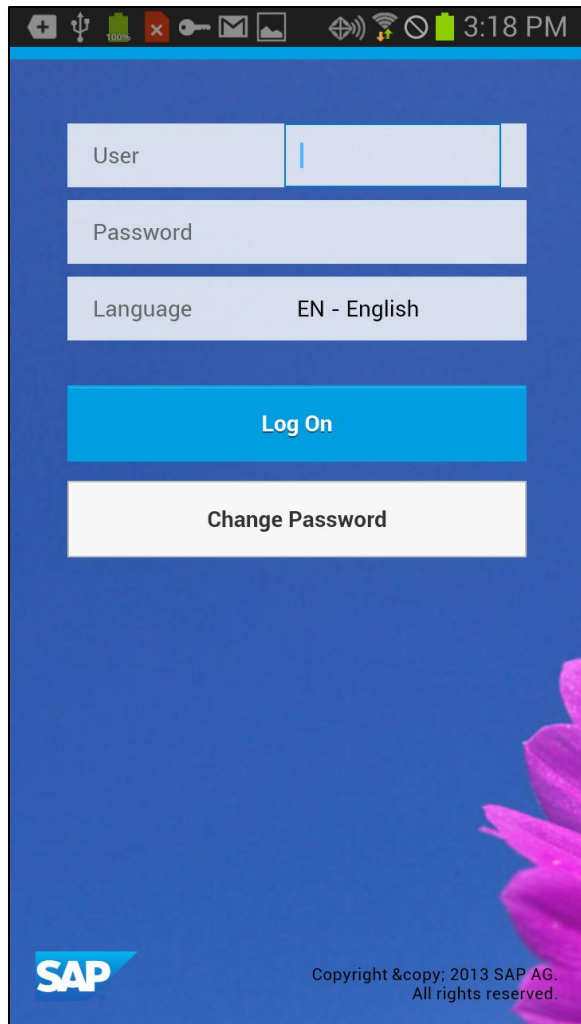 100%
3:18 PM
User
Password
Language EN - English
Log On
Change Password
SAP
Copyright &copy; 2013 SAP AG.
All rights reserved.